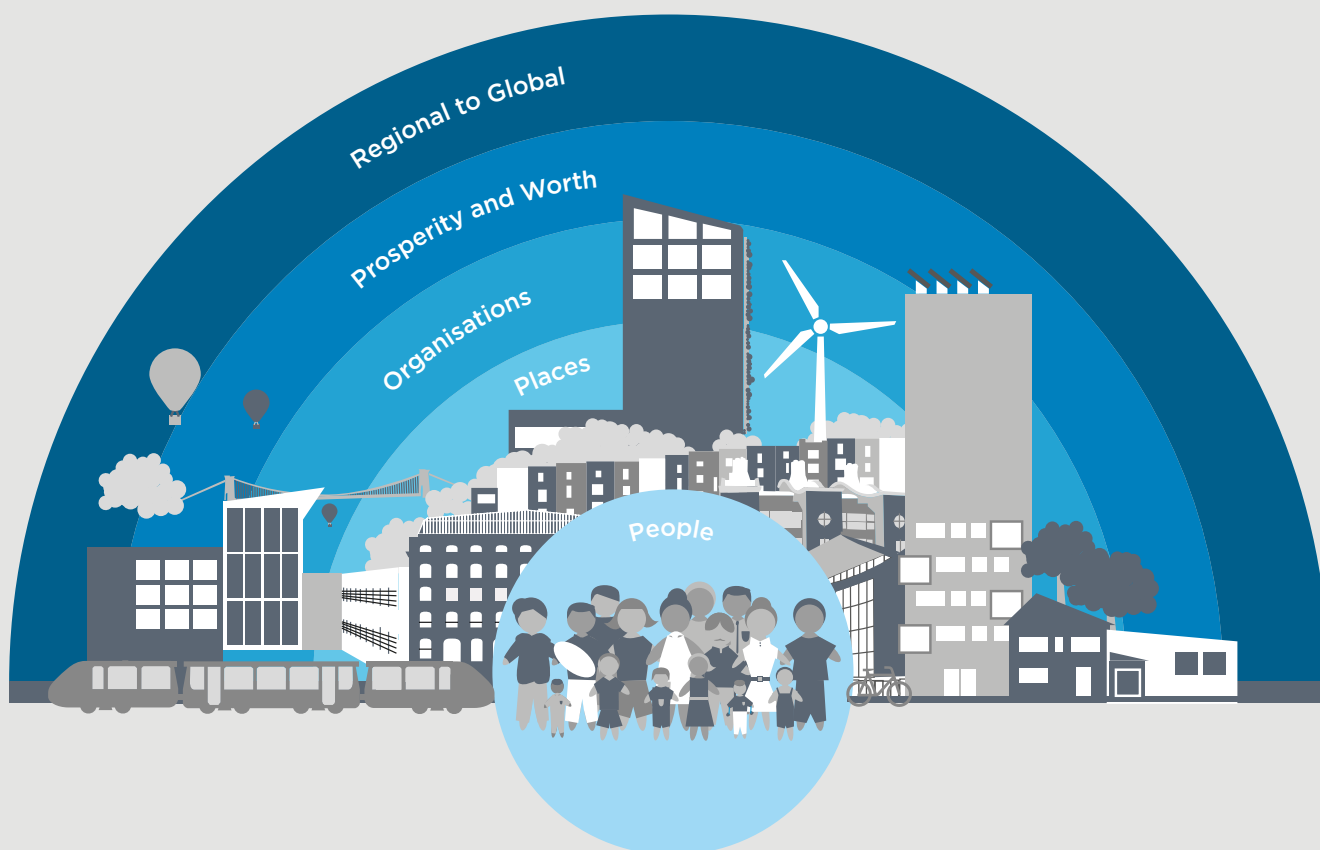 Regional to Global
Prosperity and Worth
Organisations
Places
People